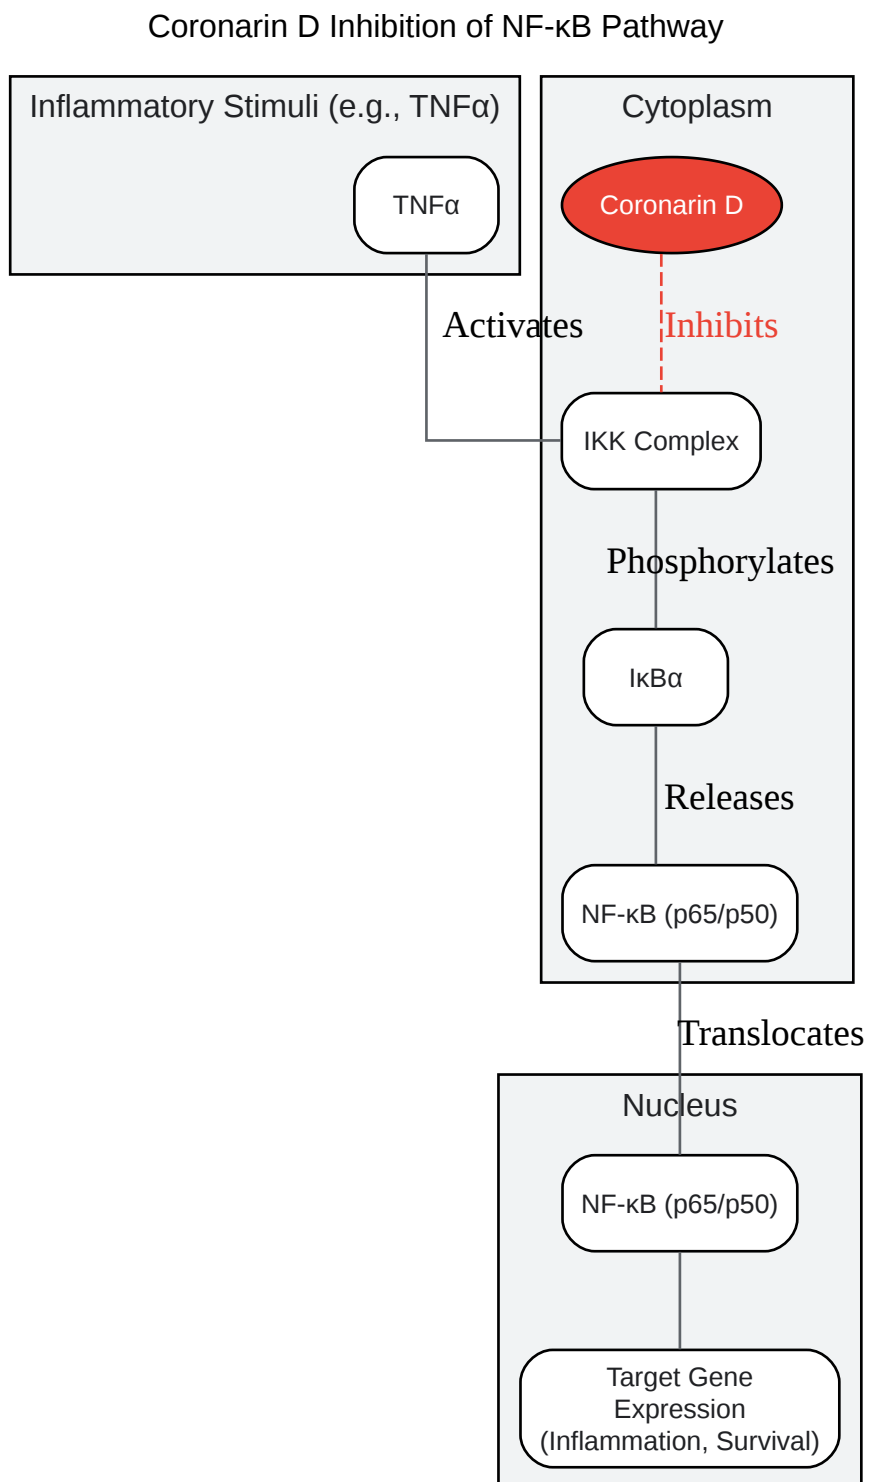 Coronarin D Inhibition of NF-κB Pathway
Inflammatory Stimuli (e.g., TNFα)
Cytoplasm
TNFα
Coronarin D
Activates
Inhibits
IKK Complex
Phosphorylates
IκBα
Releases
NF-κB (p65/p50)
Translocates
Nucleus
NF-κB (p65/p50)
Target Gene
Expression
(Inflammation, Survival)